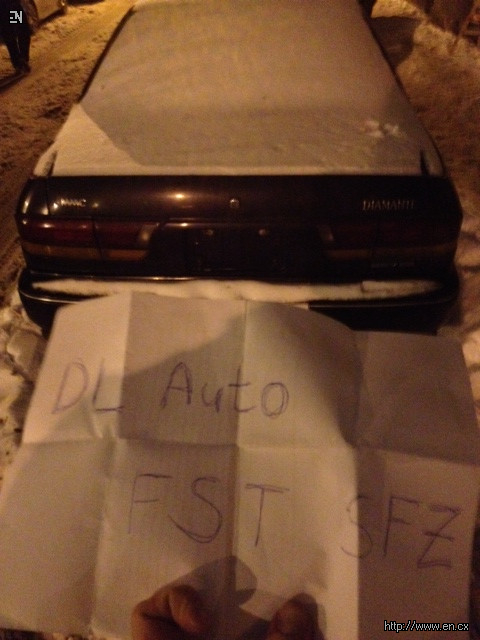 EN
DIAMANTE
DL Auto
FST SFZ
http://www.en.cx